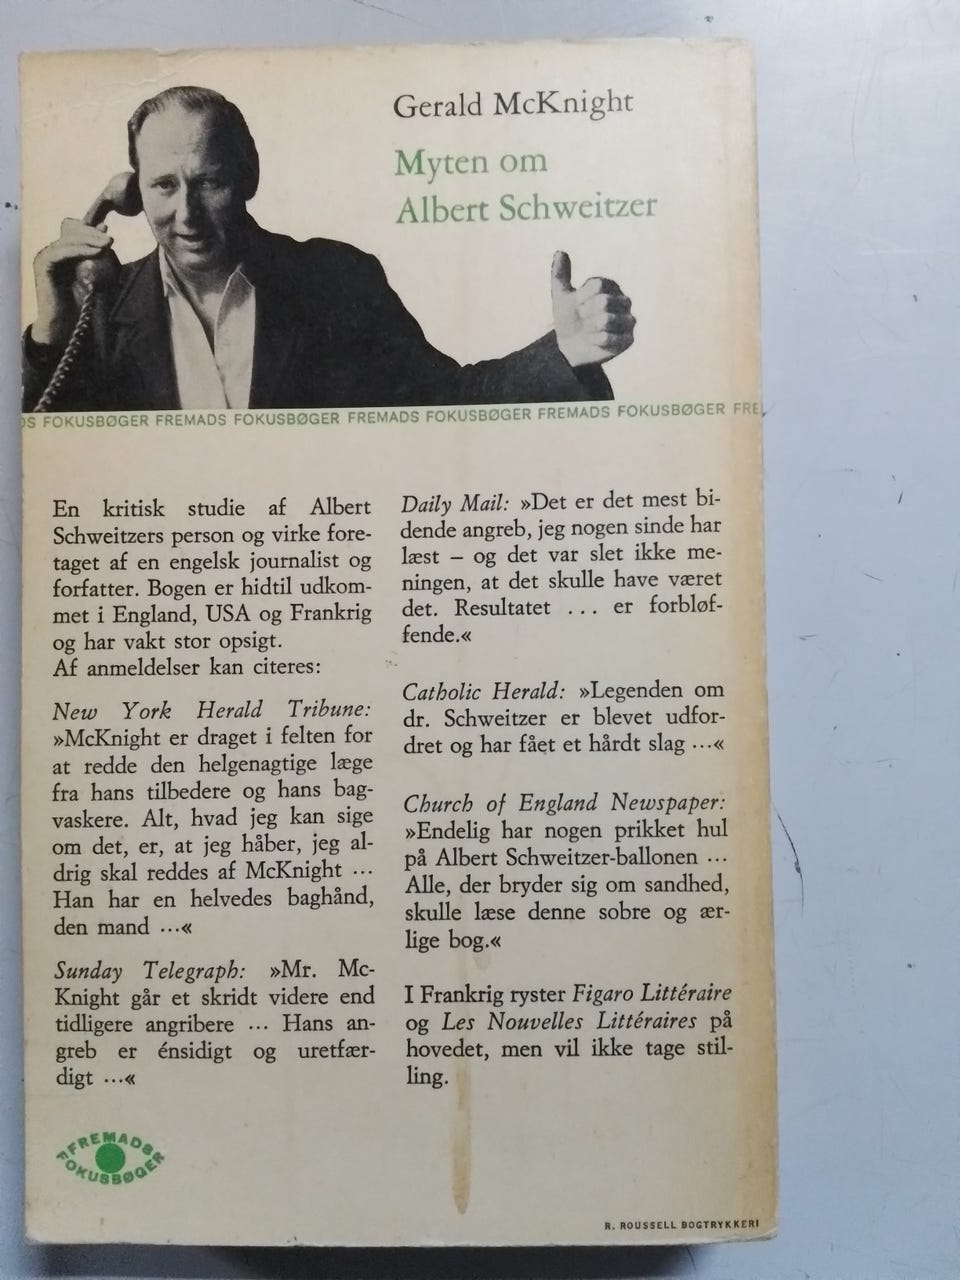 Gerald McKnight
Myten om
Albert Schweitzer
DS FOKUSBØGER FREMADS FOKUSBØGER FREMADS FOKUSBØGER FREMADS FOKUSBØGER FRE
En kritisk studie af Albert
Schweitzers person og virke fore-
taget af en engelsk journalist og
forfatter. Bogen er hidtil udkom-
met i England, USA og Frankrig
og har vakt stor opsigt.
Af anmeldelser kan citeres:
New York Herald Tribune:
»McKnight er draget i felten for
at redde den helgenagtige læge
fra hans tilbedere og hans bag-
vaskere. Alt, hvad jeg kan sige
om det, er, at jeg håber, jeg al-
drig skal reddes af McKnight ...
Han har en helvedes baghånd,
den mand ...«
Sunday Telegraph: »Mr. Mc-
Knight går et skridt videre end
tidligere angribere ... Hans an-
greb er énsidigt og uretfær-
digt ...«
Daily Mail: »Det er det mest bi-
dende angreb, jeg nogen sinde har
læst – og det var slet ikke me-
ningen, at det skulle have været
det. Resultatet ... er forbløf-
fende.«
Catholic Herald: »Legenden om
dr. Schweitzer er blevet udfor-
dret og har fået et hårdt slag ...«
Church of England Newspaper:
»Endelig har nogen prikket hul
på Albert Schweitzer-ballonen ...
Alle, der bryder sig om sandhed,
skulle læse denne sobre og ær-
lige bog.«
I Frankrig ryster Figaro Littéraire
og Les Nouvelles Littéraires på
hovedet, men vil ikke tage stil-
ling.
FREMADS
FOKUSBØGER
R. ROUSSELL BOGTRYKKERI